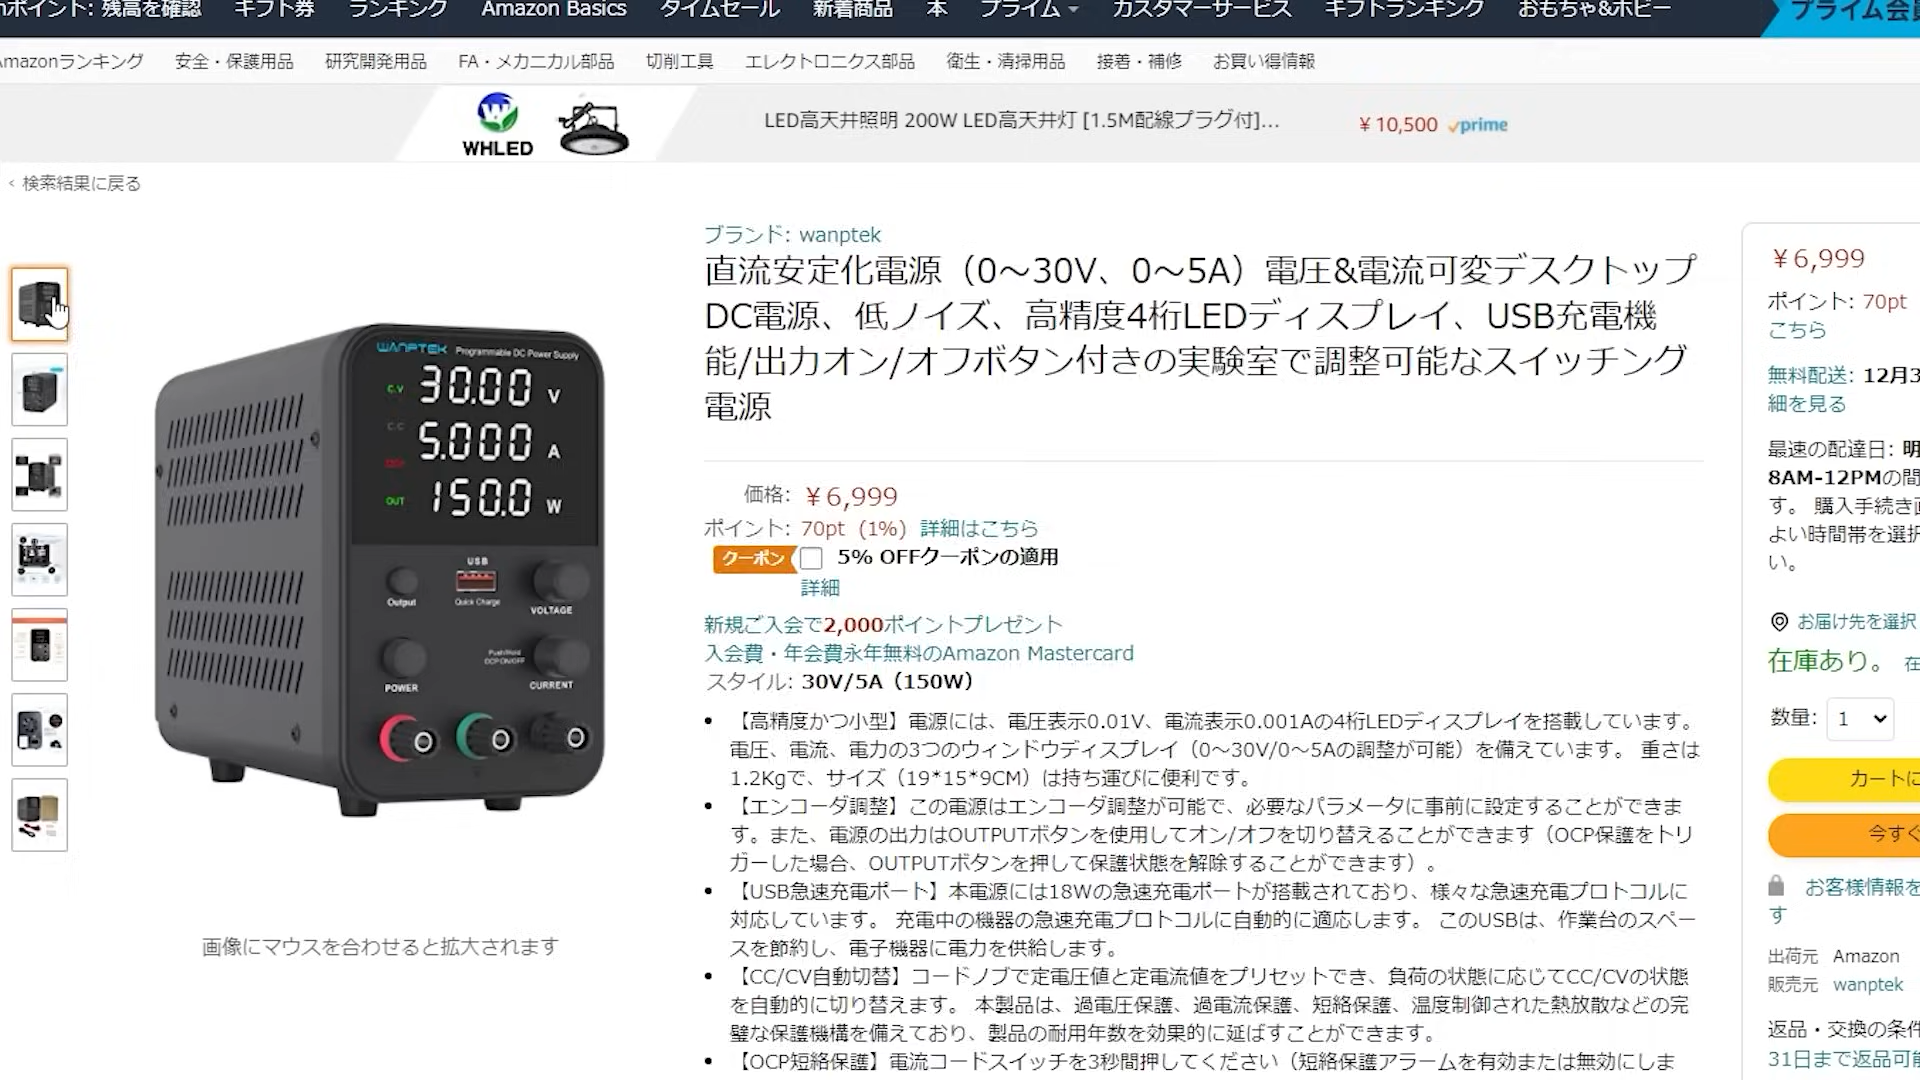 ポイント: 残高を確認 ギフト券 ランキング Amazon Basics タイムセール 新着商品 本 プライム カスタマーサービス ギフトランキング おもちゃ&ホビー プライム会員
Amazonランキング 安全・保護用品 研究開発用品 FA・メカニカル部品 切削工具 エレクトロニクス部品 衛生・清掃用品 接着・補修 お買い得情報
WHLED
LED高天井照明 200W LED高天井灯 [1.5M配線プラグ付]... ￥10,500 prime
‹ 検索結果に戻る
WANPTEK Programmable DC Power Supply
C.V 30.00 V
C.C 5.000 A
OCP
OUT 150.0 W
USB
Output Quick Charge VOLTAGE
Push/Hold
OCP ON/OFF
POWER CURRENT
画像にマウスを合わせると拡大されます
ブランド: wanptek
直流安定化電源（0～30V、0～5A）電圧&電流可変デスクトップ
DC電源、低ノイズ、高精度4桁LEDディスプレイ、USB充電機
能/出力オン/オフボタン付きの実験室で調整可能なスイッチング
電源
価格: ￥6,999
ポイント: 70pt (1%) 詳細はこちら
クーポン 5% OFFクーポンの適用
詳細
新規ご入会で2,000ポイントプレゼント
入会費・年会費永年無料のAmazon Mastercard
スタイル: 30V/5A（150W）
• 【高精度かつ小型】電源には、電圧表示0.01V、電流表示0.001Aの4桁LEDディスプレイを搭載しています。
電圧、電流、電力の3つのウィンドウディスプレイ（0～30V/0～5Aの調整が可能）を備えています。 重さは
1.2Kgで、サイズ（19*15*9CM）は持ち運びに便利です。
• 【エンコーダ調整】この電源はエンコーダ調整が可能で、必要なパラメータに事前に設定することができま
す。また、電源の出力はOUTPUTボタンを使用してオン/オフを切り替えることができます（OCP保護をトリ
ガーした場合、OUTPUTボタンを押して保護状態を解除することができます）。
• 【USB急速充電ポート】本電源には18Wの急速充電ポートが搭載されており、様々な急速充電プロトコルに
対応しています。 充電中の機器の急速充電プロトコルに自動的に適応します。 このUSBは、作業台のスペー
スを節約し、電子機器に電力を供給します。
• 【CC/CV自動切替】コードノブで定電圧値と定電流値をプリセットでき、負荷の状態に応じてCC/CVの状態
を自動的に切り替えます。 本製品は、過電圧保護、過電流保護、短絡保護、温度制御された熱放散などの完
璧な保護機構を備えており、製品の耐用年数を効果的に延ばすことができます。
• 【OCP短絡保護】電流コードスイッチを3秒間押してください（短絡保護アラームを有効または無効にしま
￥6,999
ポイント: 70pt
こちら
無料配送: 12月3
細を見る
最速の配達日: 明
8AM-12PMの間
す。 購入手続き
よい時間帯を選択
い。
お届け先を選択
在庫あり。 在
数量: 1
カートに
今すぐ
お客様情報を
す
出荷元 Amazon
販売元 wanptek
返品・交換の条件
31日まで返品可